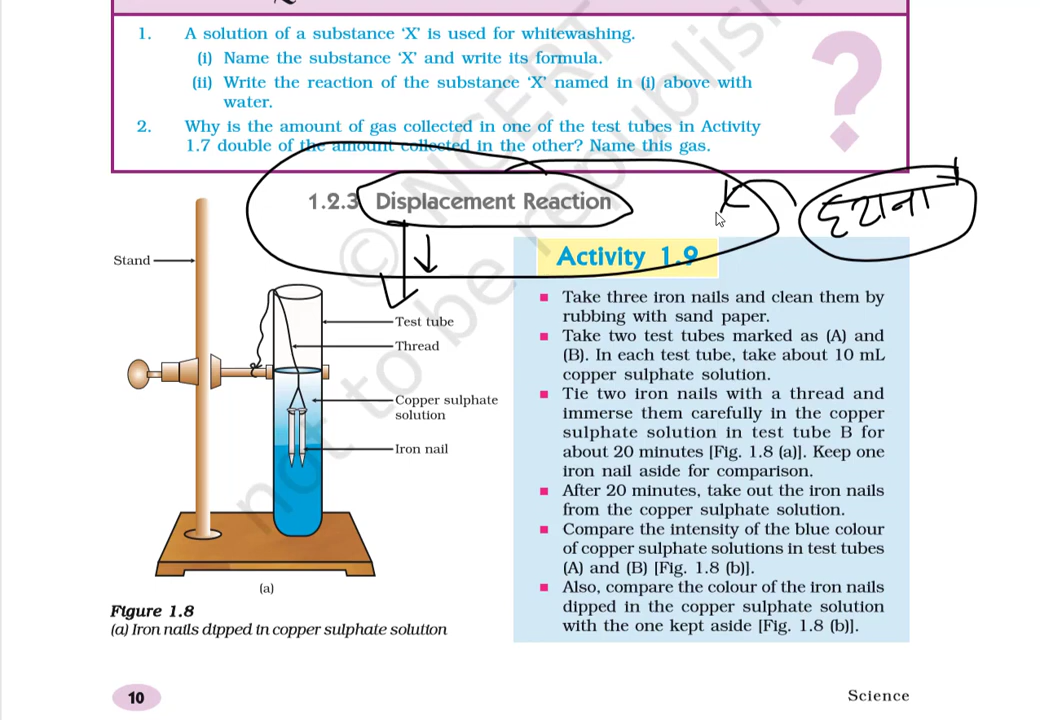 1. A solution of a substance ‘X’ is used for whitewashing.
(i) Name the substance ‘X’ and write its formula.
(ii) Write the reaction of the substance ‘X’ named in (i) above with
water.
2. Why is the amount of gas collected in one of the test tubes in Activity
1.7 double of the amount collected in the other? Name this gas.
?
1.2.3 Displacement Reaction
हटाना
Stand
Test tube
Thread
Copper sulphate
solution
Iron nail
(a)
Figure 1.8
(a) Iron nails dipped in copper sulphate solution
Activity 1.9
■ Take three iron nails and clean them by
rubbing with sand paper.
■ Take two test tubes marked as (A) and
(B). In each test tube, take about 10 mL
copper sulphate solution.
■ Tie two iron nails with a thread and
immerse them carefully in the copper
sulphate solution in test tube B for
about 20 minutes [Fig. 1.8 (a)]. Keep one
iron nail aside for comparison.
■ After 20 minutes, take out the iron nails
from the copper sulphate solution.
■ Compare the intensity of the blue colour
of copper sulphate solutions in test tubes
(A) and (B) [Fig. 1.8 (b)].
■ Also, compare the colour of the iron nails
dipped in the copper sulphate solution
with the one kept aside [Fig. 1.8 (b)].
© NCERT
not to be republish
10
Science